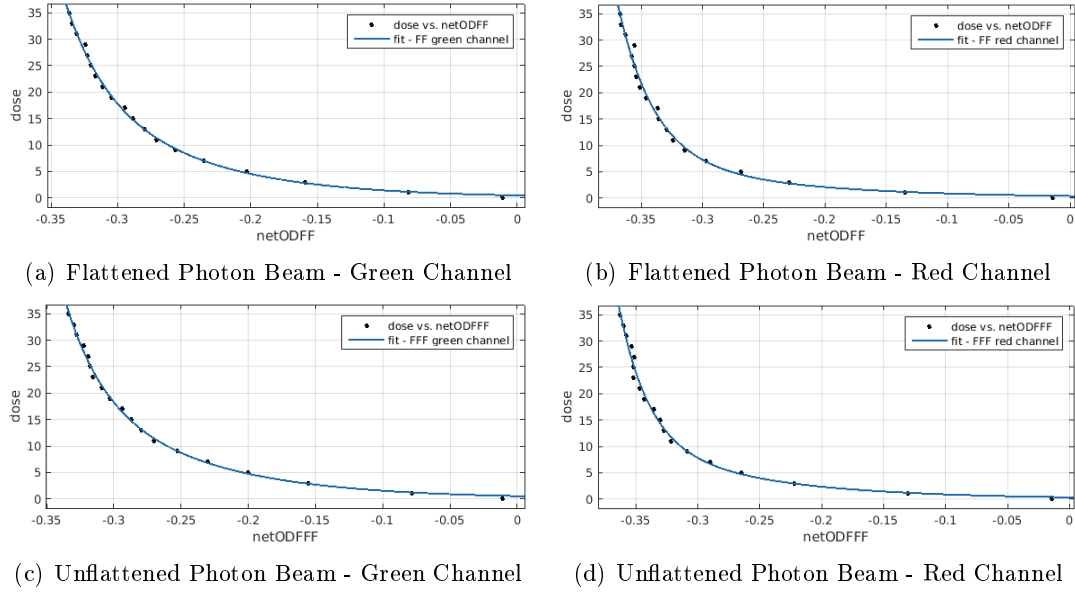 35
30
25
20
15
10
5
0
dose
dose vs. netODFF
fit - FF green channel
-0.35 -0.3 -0.25 -0.2 -0.15 -0.1 -0.05 0
netODFF
(a) Flattened Photon Beam - Green Channel
35
30
25
20
15
10
5
0
dose
dose vs. netODFF
fit - FF red channel
-0.35 -0.3 -0.25 -0.2 -0.15 -0.1 -0.05 0
netODFF
(b) Flattened Photon Beam - Red Channel
35
30
25
20
15
10
5
0
dose
dose vs. netODFFF
fit - FFF green channel
-0.35 -0.3 -0.25 -0.2 -0.15 -0.1 -0.05 0
netODFFF
(c) Unflattened Photon Beam - Green Channel
35
30
25
20
15
10
5
0
dose
dose vs. netODFFF
fit - FFF red channel
-0.35 -0.3 -0.25 -0.2 -0.15 -0.1 -0.05 0
netODFFF
(d) Unflattened Photon Beam - Red Channel